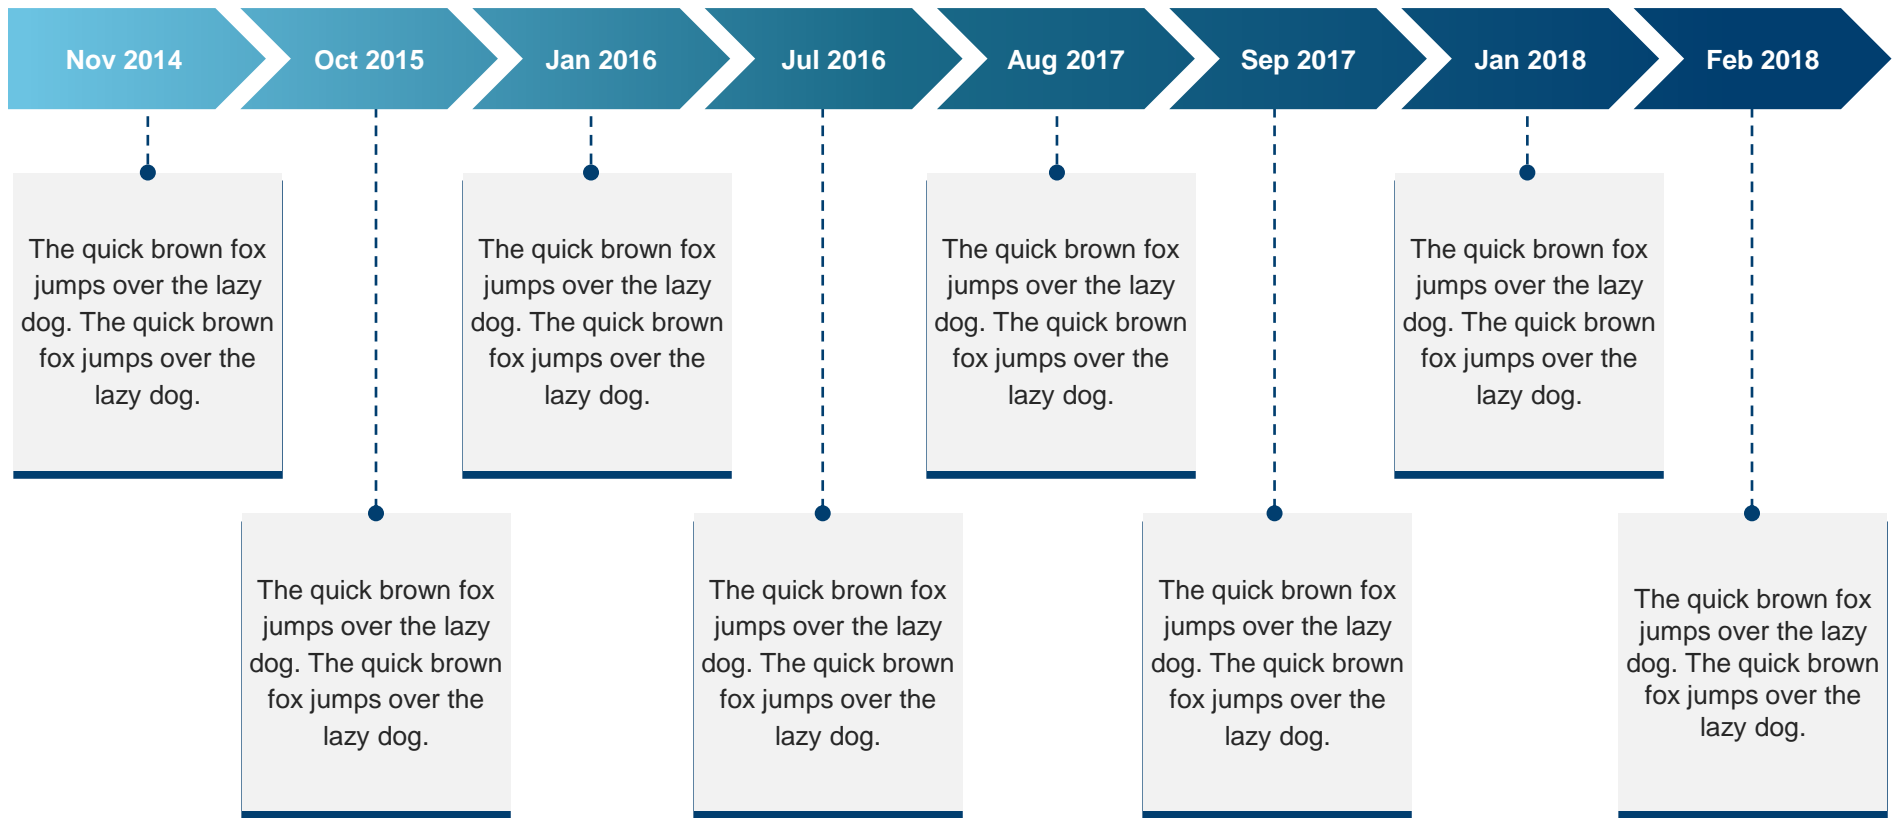 Nov 2014
Oct 2015
Jan 2016
Jul 2016
Aug 2017
Sep 2017
Jan 2018
Feb 2018
The quick brown fox
jumps over the lazy
dog. The quick brown
fox jumps over the
lazy dog.
The quick brown fox
jumps over the lazy
dog. The quick brown
fox jumps over the
lazy dog.
The quick brown fox
jumps over the lazy
dog. The quick brown
fox jumps over the
lazy dog.
The quick brown fox
jumps over the lazy
dog. The quick brown
fox jumps over the
lazy dog.
The quick brown fox
jumps over the lazy
dog. The quick brown
fox jumps over the
lazy dog.
The quick brown fox
jumps over the lazy
dog. The quick brown
fox jumps over the
lazy dog.
The quick brown fox
jumps over the lazy
dog. The quick brown
fox jumps over the
lazy dog.
The quick brown fox
jumps over the lazy
dog. The quick brown
fox jumps over the
lazy dog.